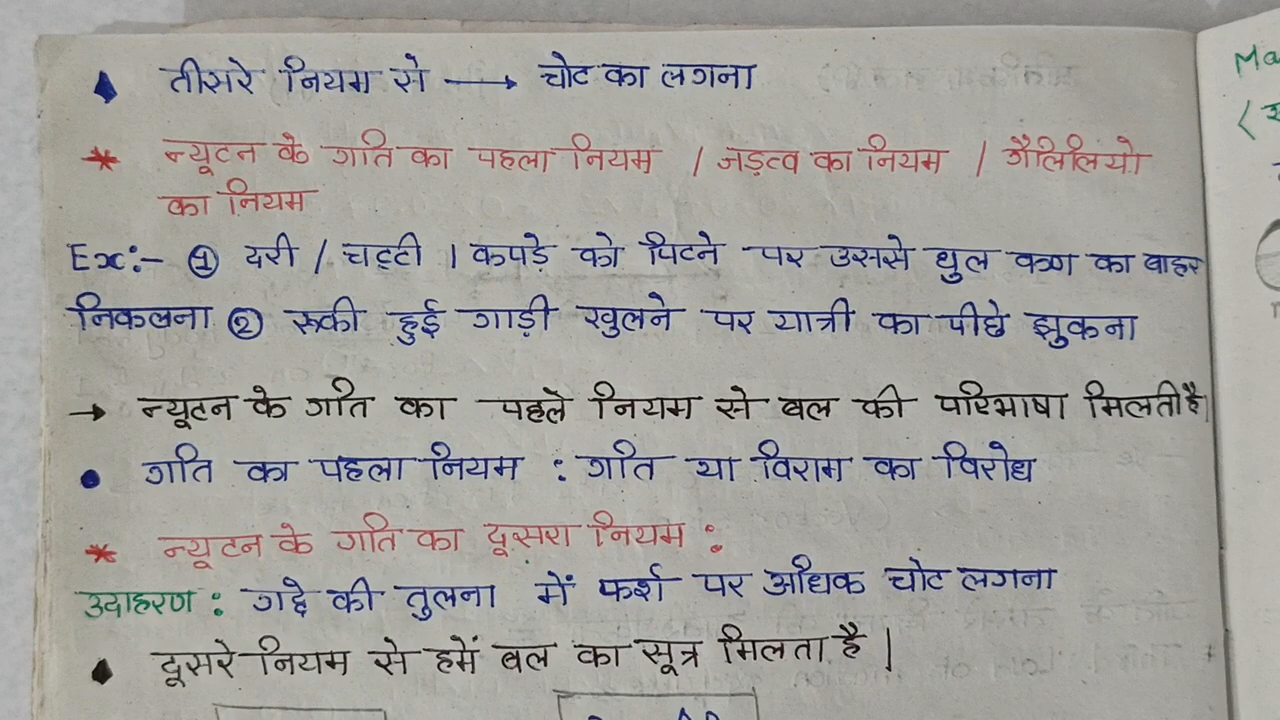 तीसरे नियम से → चोट का लगना
* न्यूटन के गति का पहला नियम / जड़त्व का नियम / गैलिलियो
का नियम
Ex:- ① दरी / चट्टी / कपड़े को पिटने पर उससे धुल कण का बाहर
निकलना ② रूकी हुई गाड़ी खुलने पर यात्री का पीछे झुकना
→ न्यूटन के गति का पहले नियम से बल की परिभाषा मिलती है|
• गति का पहला नियम : गति या विराम का विरोध
* न्यूटन के गति का दूसरा नियम :
उदाहरण : गद्दे की तुलना में फर्श पर अधिक चोट लगना
दूसरे नियम से हमें बल का सूत्र मिलता है |
Ma